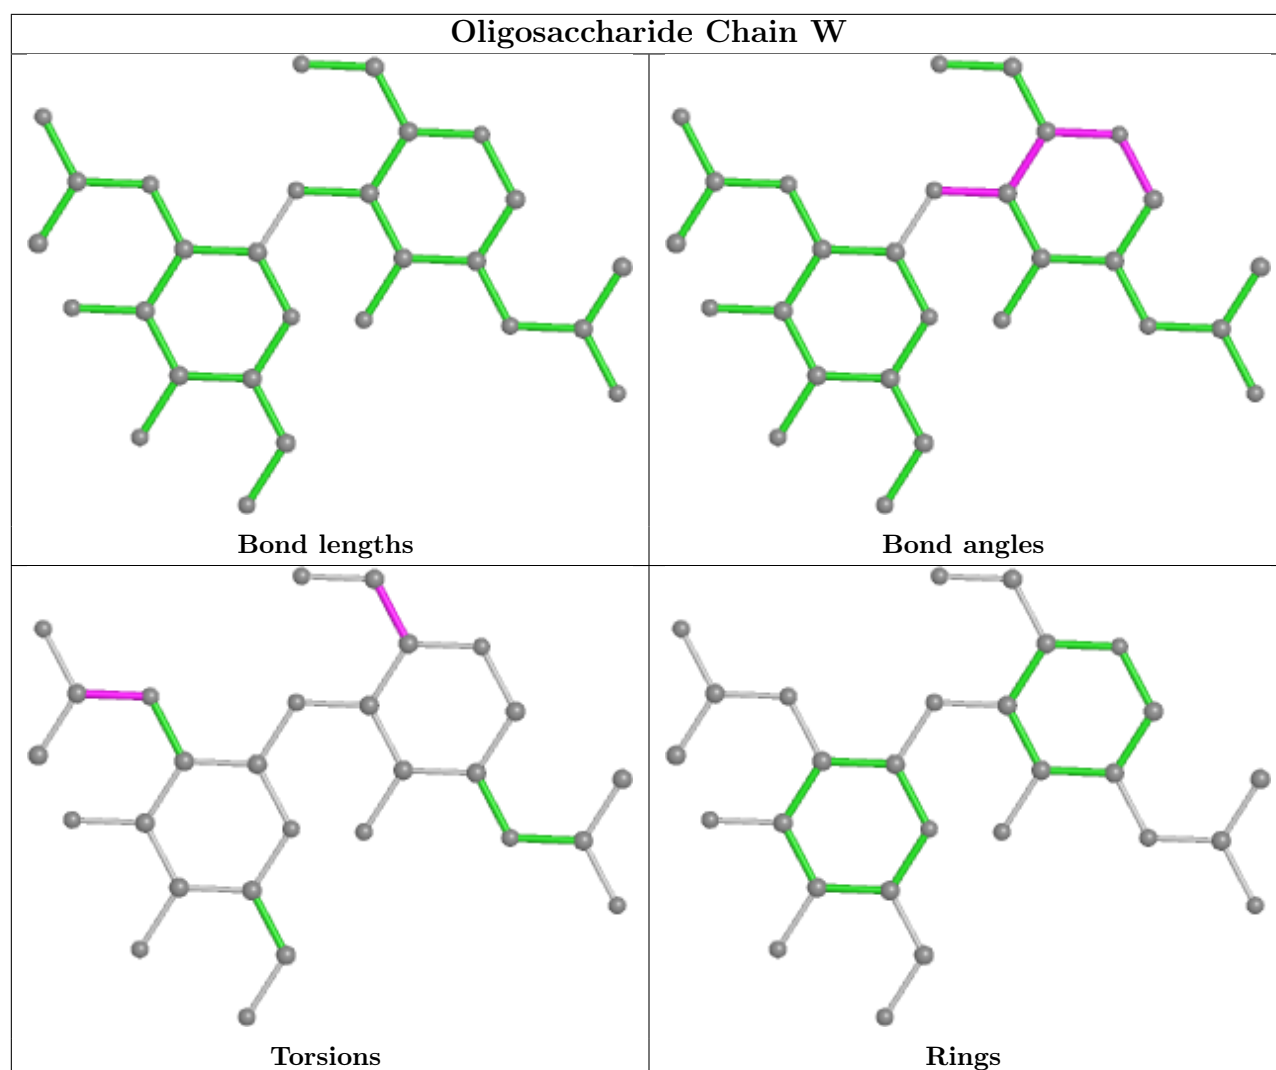 Oligosaccharide Chain W
Bond lengths
Bond angles
Torsions
Rings